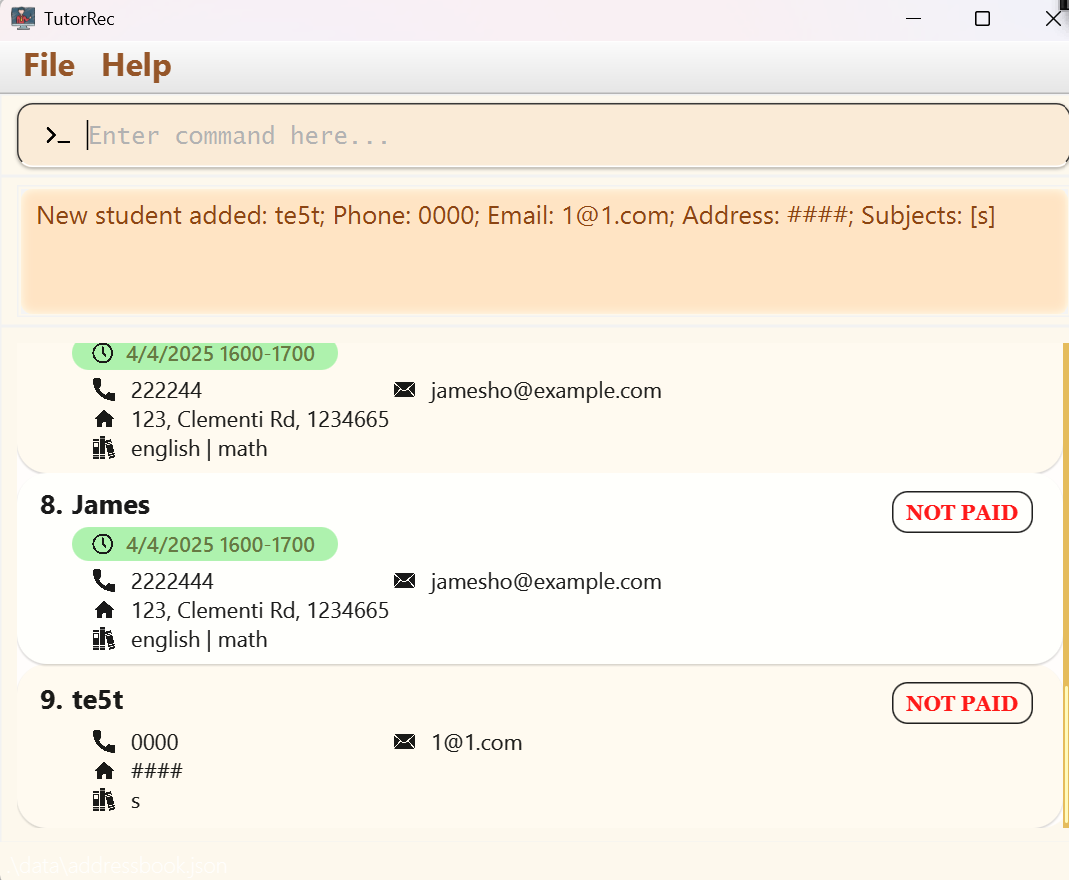 TutorRec
File Help
>_ Enter command here...
New student added: te5t; Phone: 0000; Email: 1@1.com; Address: ####; Subjects: [s]
4/4/2025 1600-1700
222244 jamesho@example.com
123, Clementi Rd, 1234665
english | math
8. James NOT PAID
4/4/2025 1600-1700
2222444 jamesho@example.com
123, Clementi Rd, 1234665
english | math
9. te5t NOT PAID
0000 1@1.com
####
s
.\data\addressbook.json